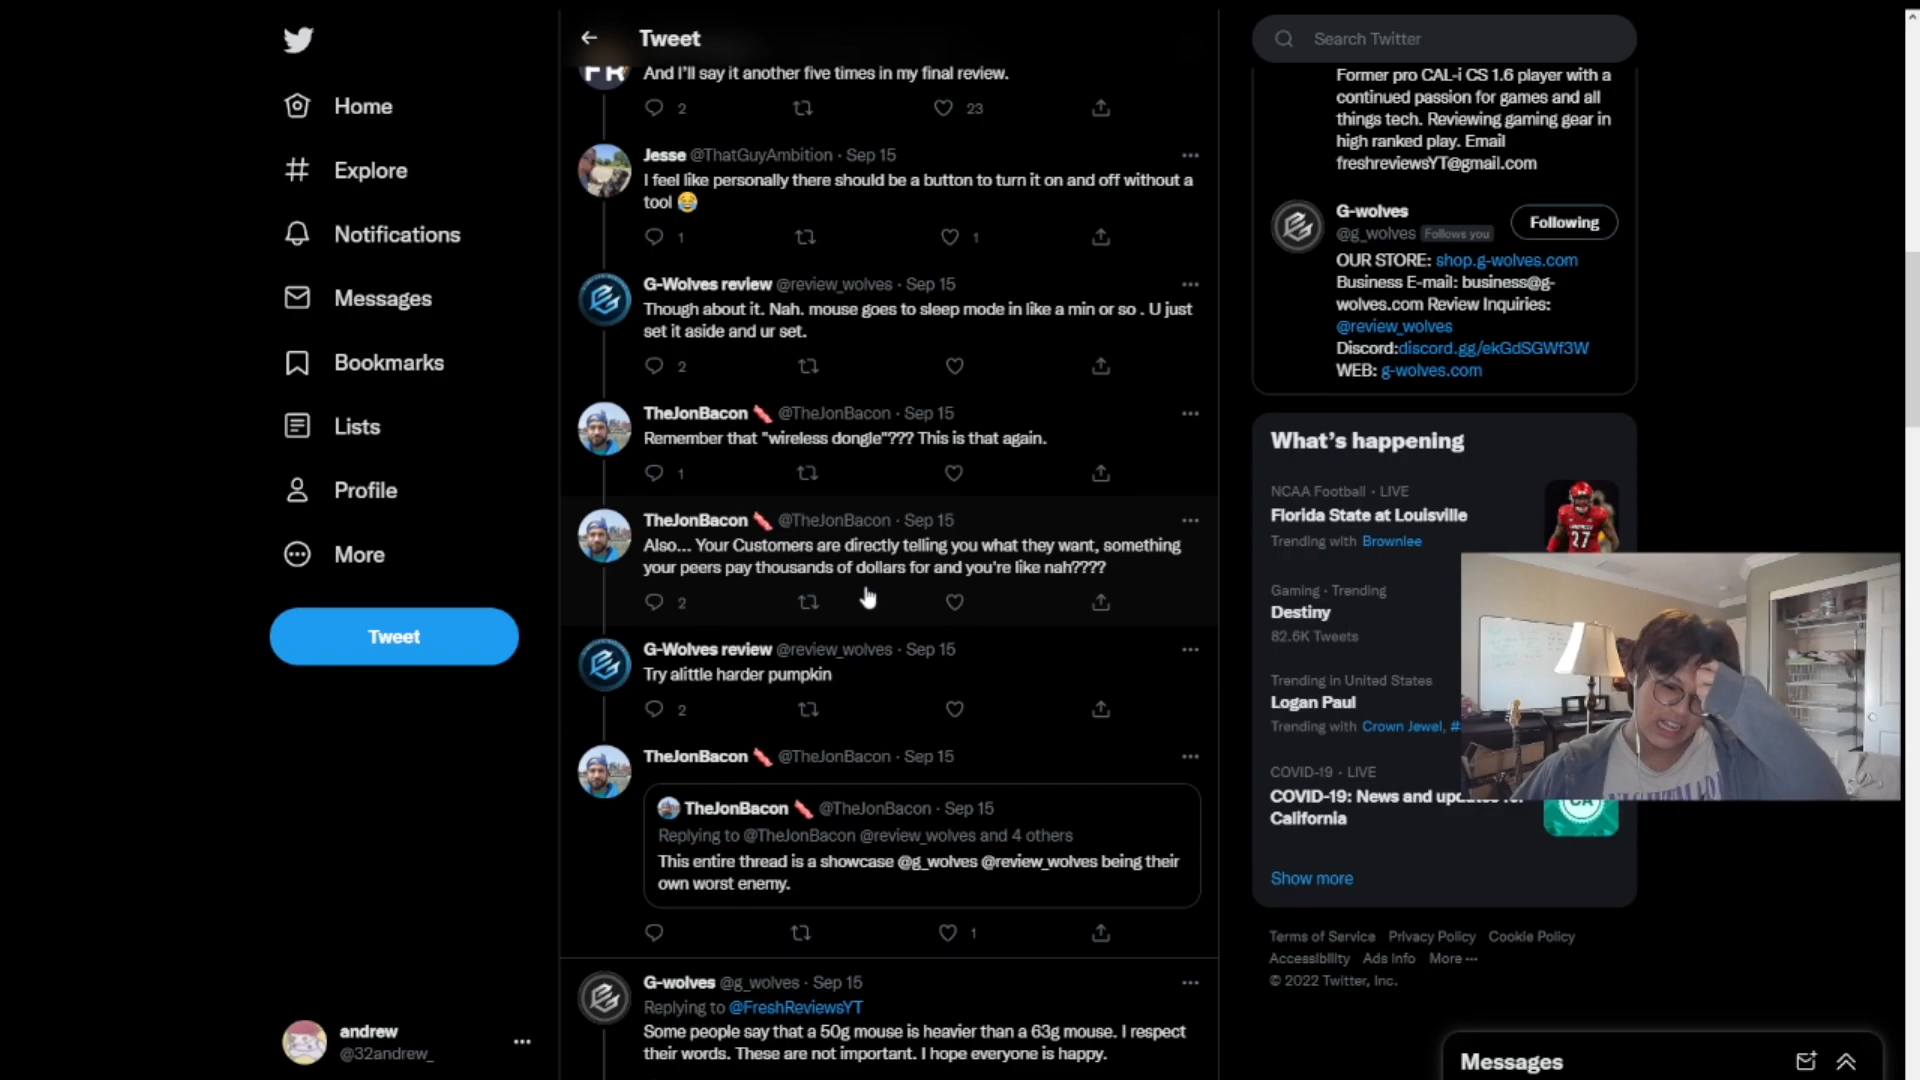 Home
Explore
Notifications
Messages
Bookmarks
Lists
Profile
More
Tweet
andrew
@32andrew_
Tweet
FR
And I'll say it another five times in my final review.
2
23
Jesse @ThatGuyAmbition · Sep 15
I feel like personally there should be a button to turn it on and off without a
tool 😂
1
1
G-Wolves review @review_wolves · Sep 15
Though about it. Nah. mouse goes to sleep mode in like a min or so . U just
set it aside and ur set.
2
TheJonBacon 🥓 @TheJonBacon · Sep 15
Remember that "wireless dongle"??? This is that again.
1
TheJonBacon 🥓 @TheJonBacon · Sep 15
Also... Your Customers are directly telling you what they want, something
your peers pay thousands of dollars for and you're like nah????
2
G-Wolves review @review_wolves · Sep 15
Try alittle harder pumpkin
2
TheJonBacon 🥓 @TheJonBacon · Sep 15
TheJonBacon 🥓 @TheJonBacon · Sep 15
Replying to @TheJonBacon @review_wolves and 4 others
This entire thread is a showcase @g_wolves @review_wolves being their
own worst enemy.
1
G-wolves @g_wolves · Sep 15
Replying to @FreshReviewsYT
Some people say that a 50g mouse is heavier than a 63g mouse. I respect
their words. These are not important. I hope everyone is happy.
Search Twitter
Former pro CAL-i CS 1.6 player with a
continued passion for games and all
things tech. Reviewing gaming gear in
high ranked play. Email
freshreviewsYT@gmail.com
G-wolves
@g_wolves Follows you
Following
OUR STORE: shop.g-wolves.com
Business E-mail: business@g-
wolves.com Review Inquiries:
@review_wolves
Discord:discord.gg/ekGdSGWf3W
WEB: g-wolves.com
What's happening
NCAA Football · LIVE
Florida State at Louisville
Trending with Brownlee
27
Gaming · Trending
Destiny
82.6K Tweets
Trending in United States
Logan Paul
Trending with Crown Jewel, #
COVID-19 · LIVE
COVID-19: News and
California
CA
Show more
Terms of Service Privacy Policy Cookie Policy
Accessibility Ads info More ···
© 2022 Twitter, Inc.
Messages